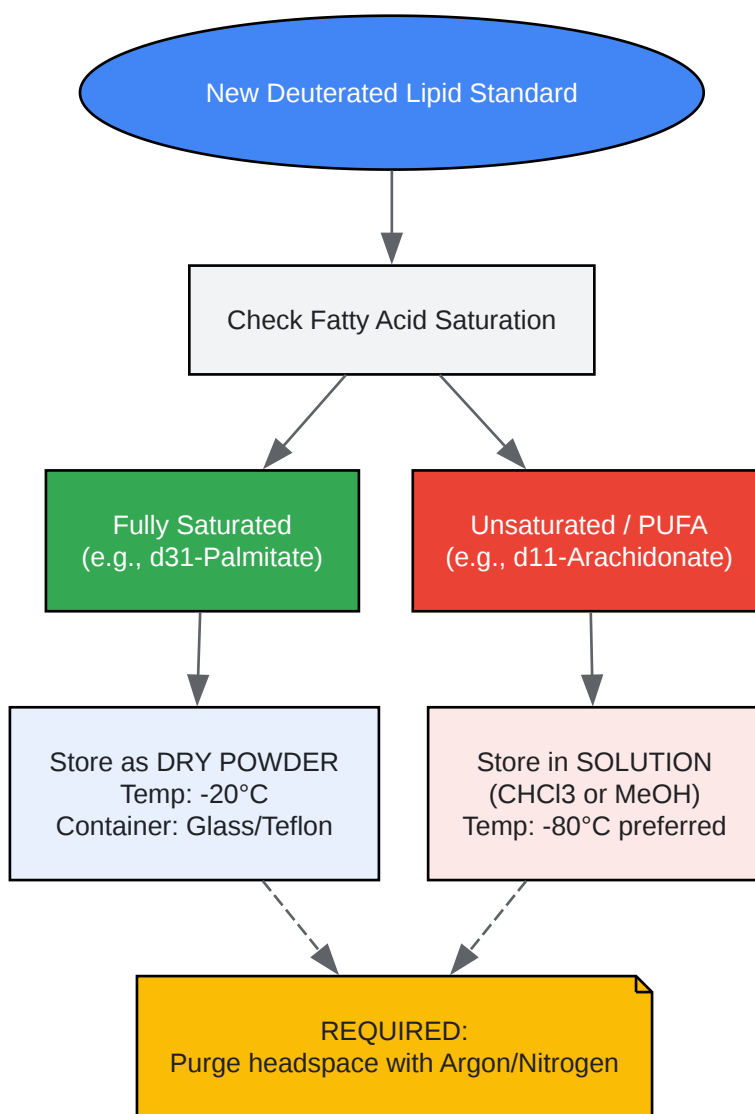 New Deuterated Lipid Standard
Check Fatty Acid Saturation
Fully Saturated
(e.g., d31-Palmitate)
Unsaturated / PUFA
(e.g., d11-Arachidonate)
Store as DRY POWDER
Temp: -20°C
Container: Glass/Teflon
Store in SOLUTION
(CHCl3 or MeOH)
Temp: -80°C preferred
REQUIRED:
Purge headspace with Argon/Nitrogen